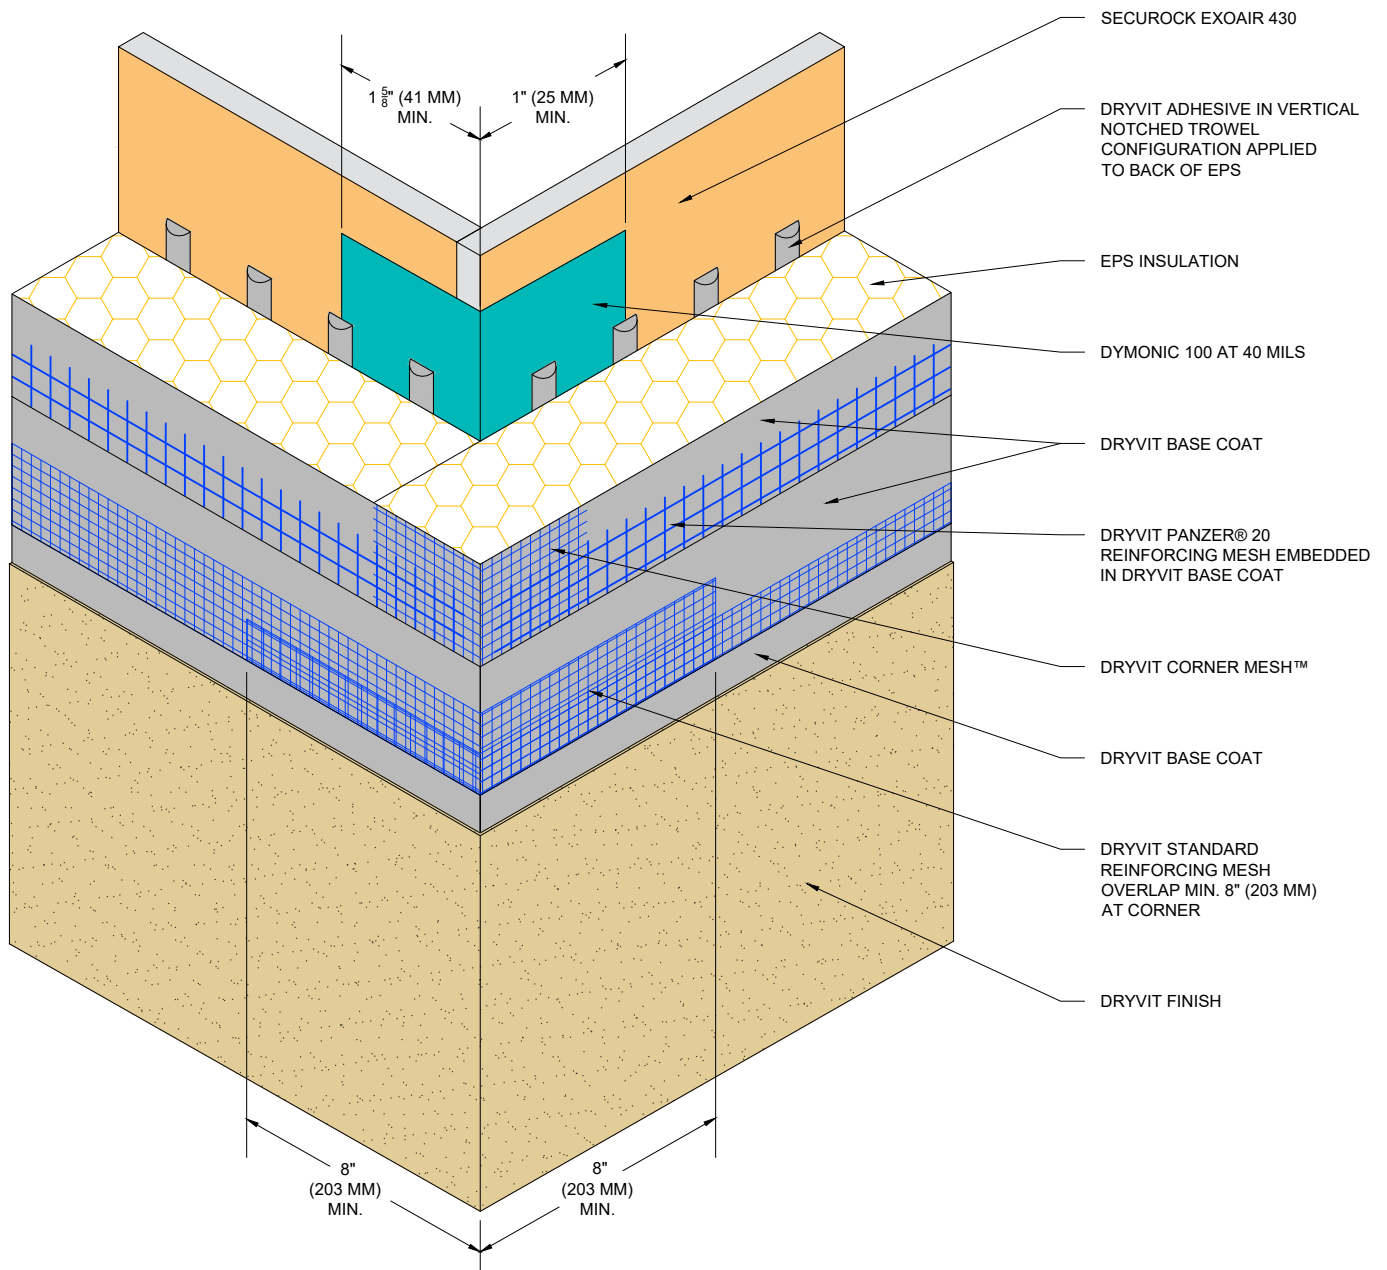 SECUROCK EXOAIR 430
1 5/8" (41 MM)
MIN.
1" (25 MM)
MIN.
DRYVIT ADHESIVE IN VERTICAL
NOTCHED TROWEL
CONFIGURATION APPLIED
TO BACK OF EPS
EPS INSULATION
DYMONIC 100 AT 40 MILS
DRYVIT BASE COAT
DRYVIT PANZER® 20
REINFORCING MESH EMBEDDED
IN DRYVIT BASE COAT
DRYVIT CORNER MESH™
DRYVIT BASE COAT
DRYVIT STANDARD
REINFORCING MESH
OVERLAP MIN. 8" (203 MM)
AT CORNER
DRYVIT FINISH
8"
(203 MM)
MIN.
8"
(203 MM)
MIN.